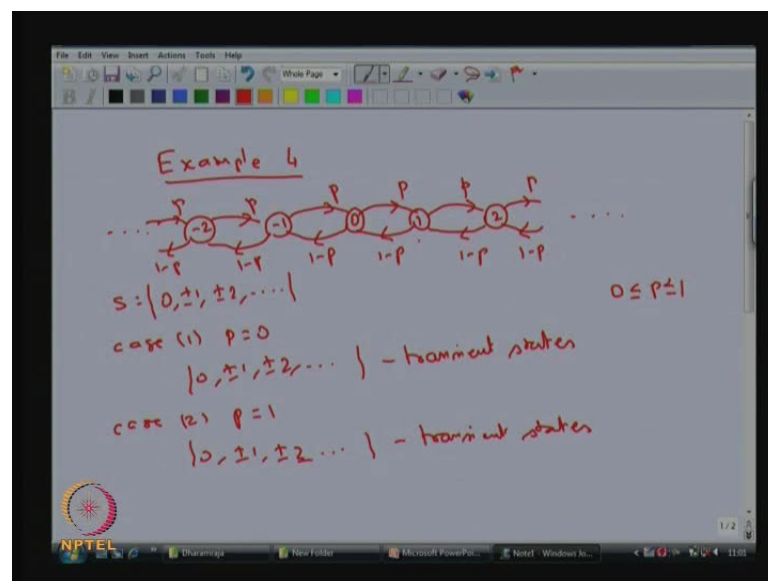 File Edit View Insert Actions Tools Help
Whole Page
B I
Example 4
p p p p p p
.... -2 -1 0 1 2 ....
1-p 1-p 1-p 1-p 1-p 1-p
S = { 0, ±1, ±2, .... }
0 ≤ p ≤ 1
case (1) p = 0
{ 0, ±1, ±2, ... } - transient states
case (2) p = 1
{ 0, ±1, ±2 ... } - transient states
1/2
NPTEL
Dharamraja New Folder Microsoft PowerPoi... Note1 - Windows Jo... 11:01